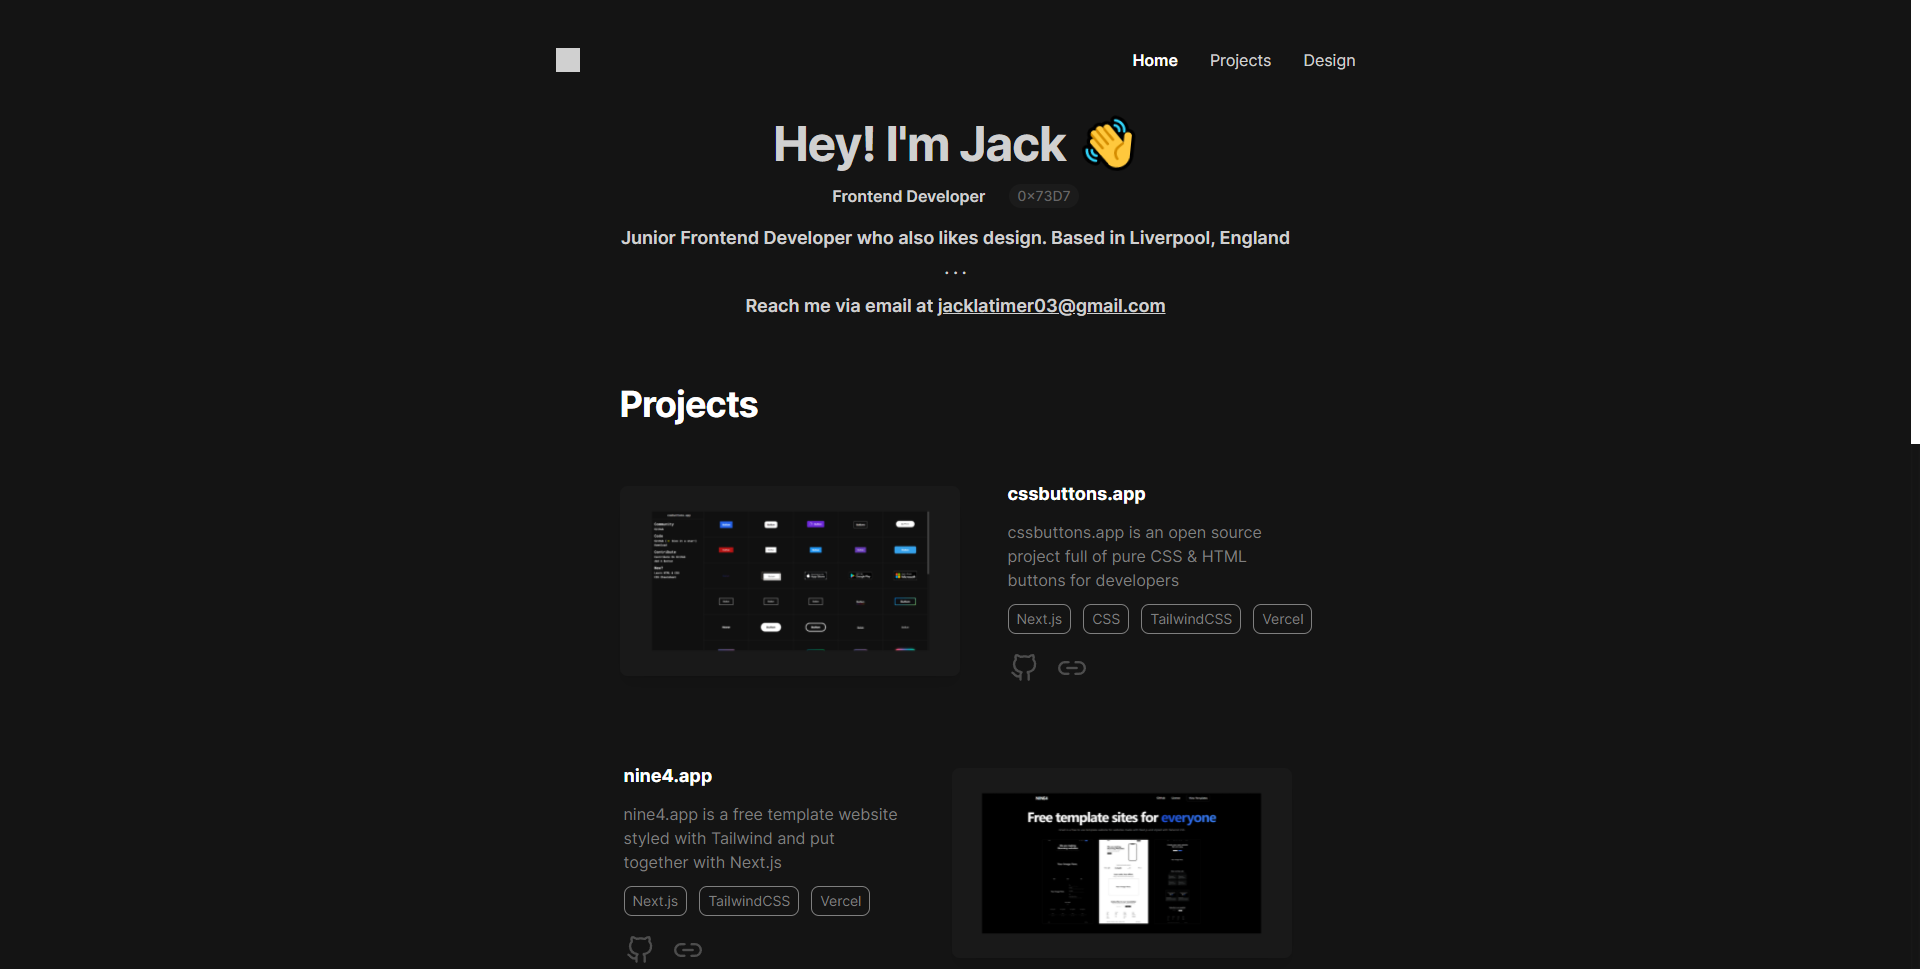 Home Projects Design
Hey! I'm Jack 👋
Frontend Developer 0×73D7
Junior Frontend Developer who also likes design. Based in Liverpool, England
. . .
Reach me via email at jacklatimer03@gmail.com
Projects
cssbuttons.app
cssbuttons.app is an open source
project full of pure CSS & HTML
buttons for developers
Next.js CSS TailwindCSS Vercel
nine4.app
nine4.app is a free template website
styled with Tailwind and put
together with Next.js
Next.js TailwindCSS Vercel
Free template sites for everyone